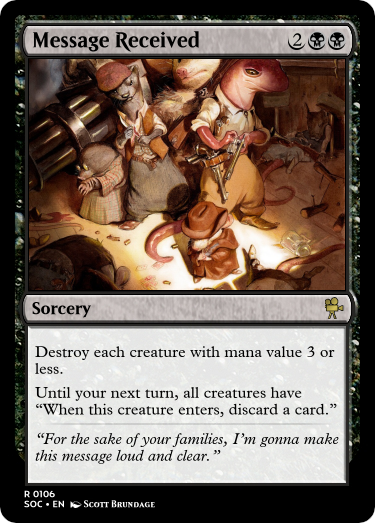 Message Received 2
Sorcery
Destroy each creature with mana value 3 or
less.
Until your next turn, all creatures have
“When this creature enters, discard a card.”
“For the sake of your families, I’m gonna make
this message loud and clear.”
R 0106
SOC • EN Scott Brundage